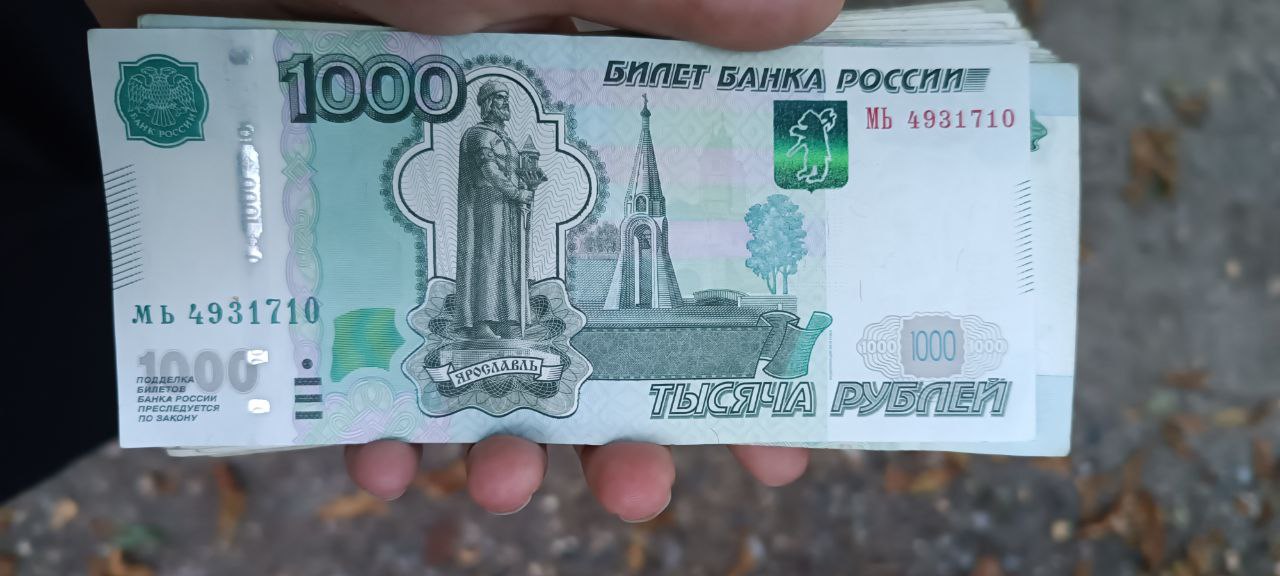 1000
БИЛЕТ БАНКА РОССИИ
БАНК РОССИИ
МЬ 4931710
1000
МЬ 4931710
1000
ПОДДЕЛКА
БИЛЕТОВ
БАНКА РОССИИ
ПРЕСЛЕДУЕТСЯ
ПО ЗАКОНУ
ЯРОСЛАВЛЬ
1000 1000 1000
ТЫСЯЧА РУБЛЕЙ